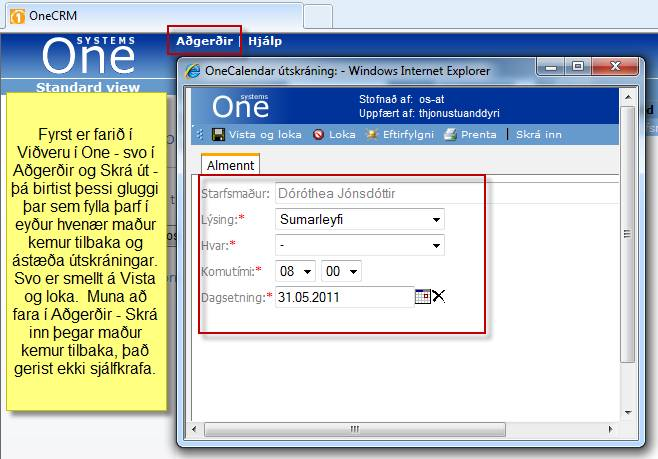 OneCRM
SYSTEMS
One
Standard view
Aðgerðir | Hjálp
Fyrst er farið í
Viðveru í One - svo í
Aðgerðir og Skrá út -
þá birtist þessi gluggi
þar sem fylla þarf í
eyður hvenær maður
kemur tilbaka og
ástæða útskráningar.
Svo er smellt á Vista
og loka. Muna að
fara í Aðgerðir - Skrá
inn þegar maður
kemur tilbaka, það
gerist ekki sjálfkrafa.
OneCalendar útskráning: - Windows Internet Explorer
systems
One
Stofnað af: os-at
Uppfært af: thjonustuanddyri
Vista og loka Loka Eftirfylgni Prenta | Skrá inn
Almennt
Starfsmaður: Dóróthea Jónsdóttir
Lýsing:* Sumarleyfi
Hvar:* -
Komutími:* 08 00
Dagsetning:* 31.05.2011